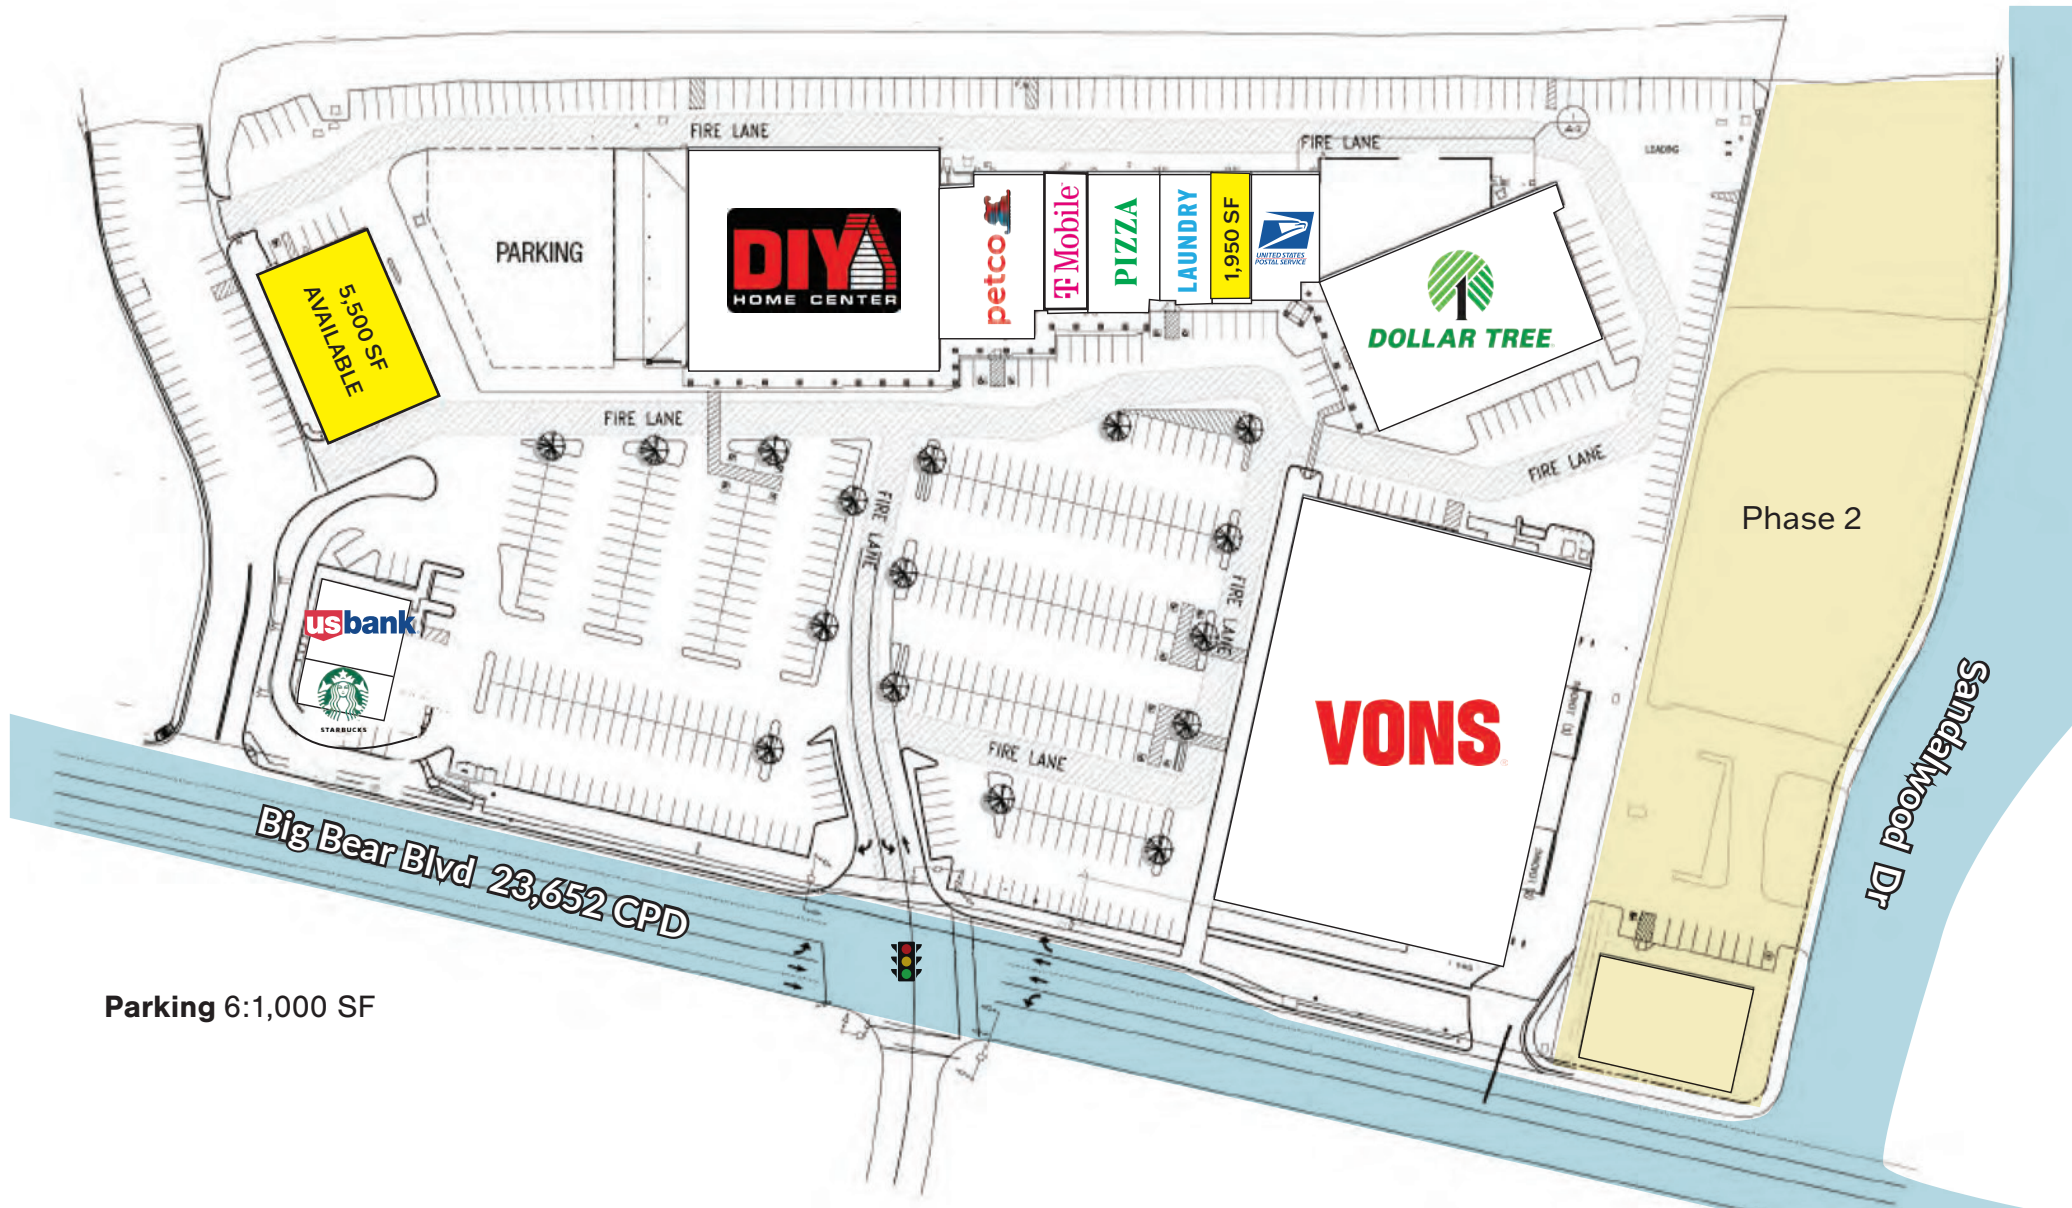 FIRE LANE
FIRE LANE
LOADING
PARKING
5,500 SF
AVAILABLE
DIY
HOME CENTER
petco
T Mobile
PIZZA
LAUNDRY
1,950 SF
UNITED STATES
POSTAL SERVICE
1
DOLLAR TREE
FIRE LANE
FIRE LANE
FIRE LANE
FIRE LANE
FIRE LANE
Phase 2
usbank
STARBUCKS
VONS
Sandalwood Dr
Big Bear Blvd 23,652 CPD
Parking 6:1,000 SF